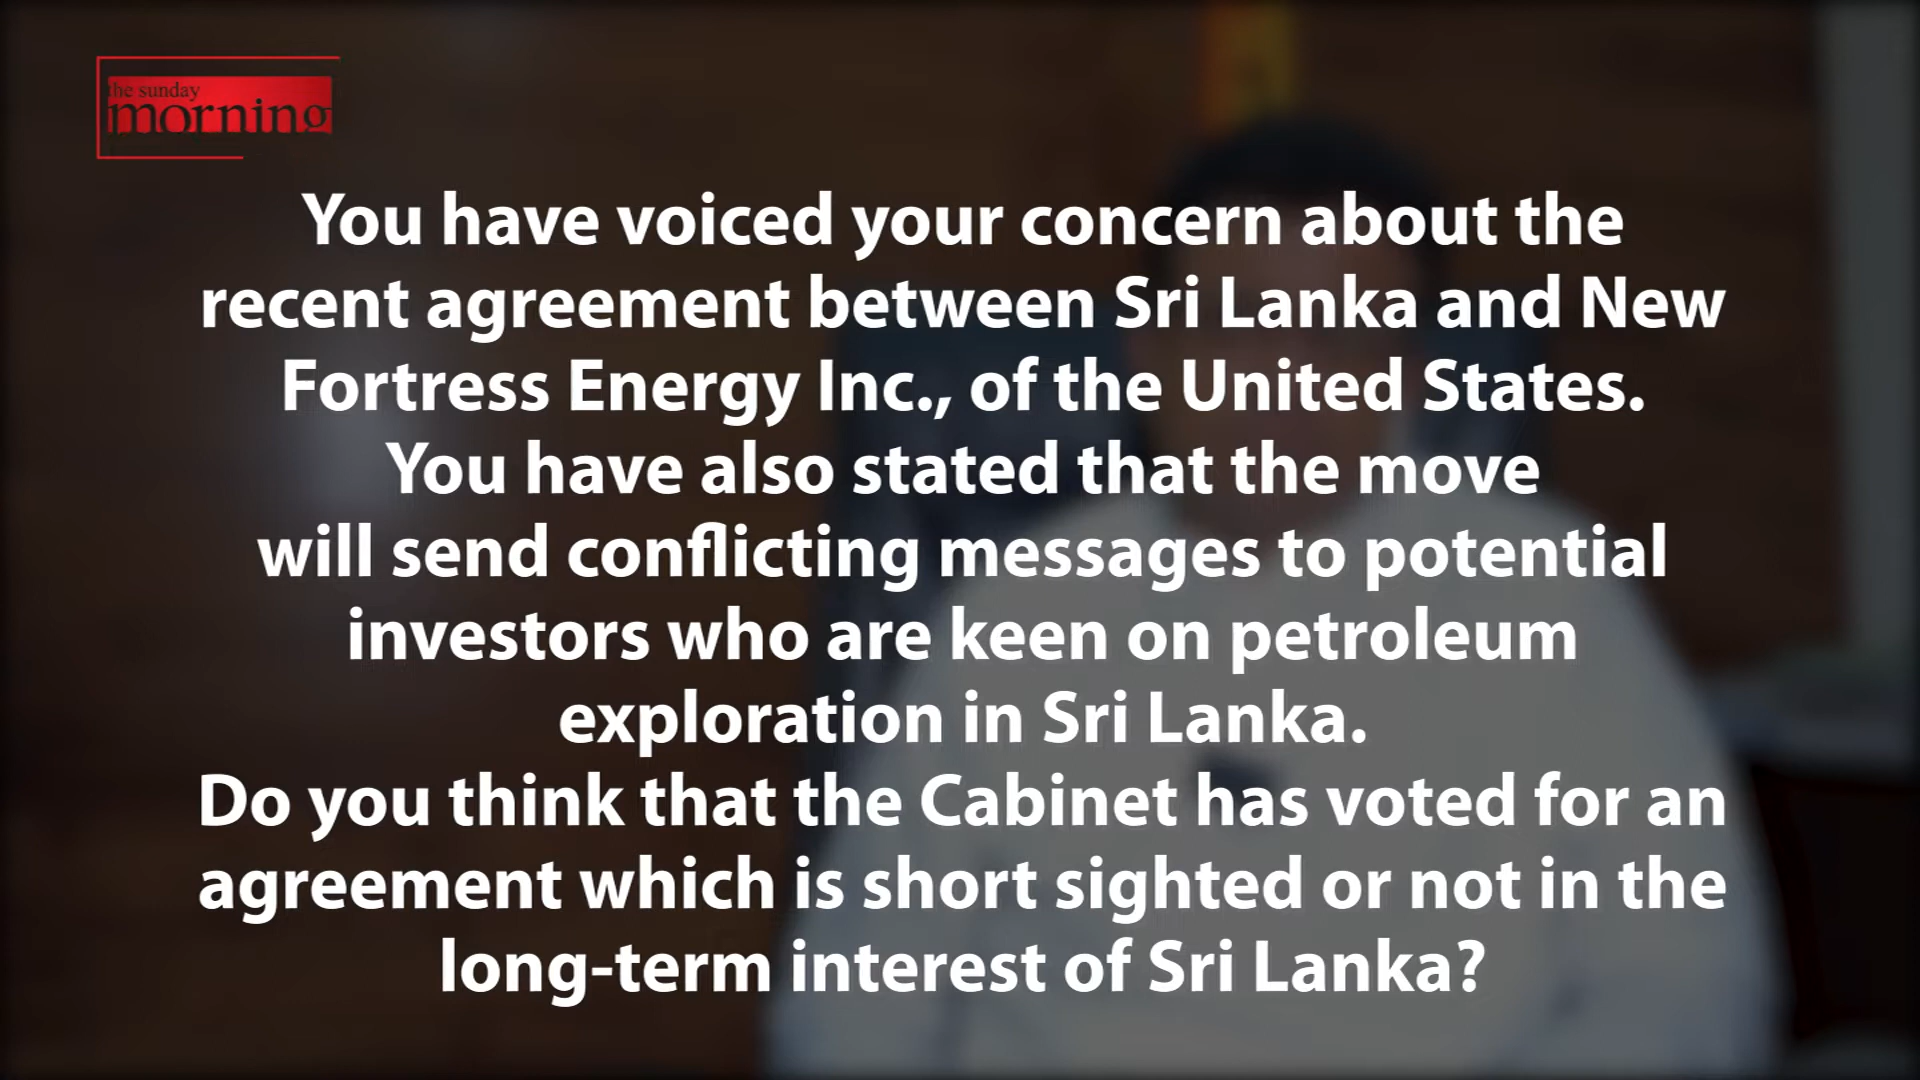 the sunday
morning
You have voiced your concern about the
recent agreement between Sri Lanka and New
Fortress Energy Inc., of the United States.
You have also stated that the move
will send conflicting messages to potential
investors who are keen on petroleum
exploration in Sri Lanka.
Do you think that the Cabinet has voted for an
agreement which is short sighted or not in the
long-term interest of Sri Lanka?